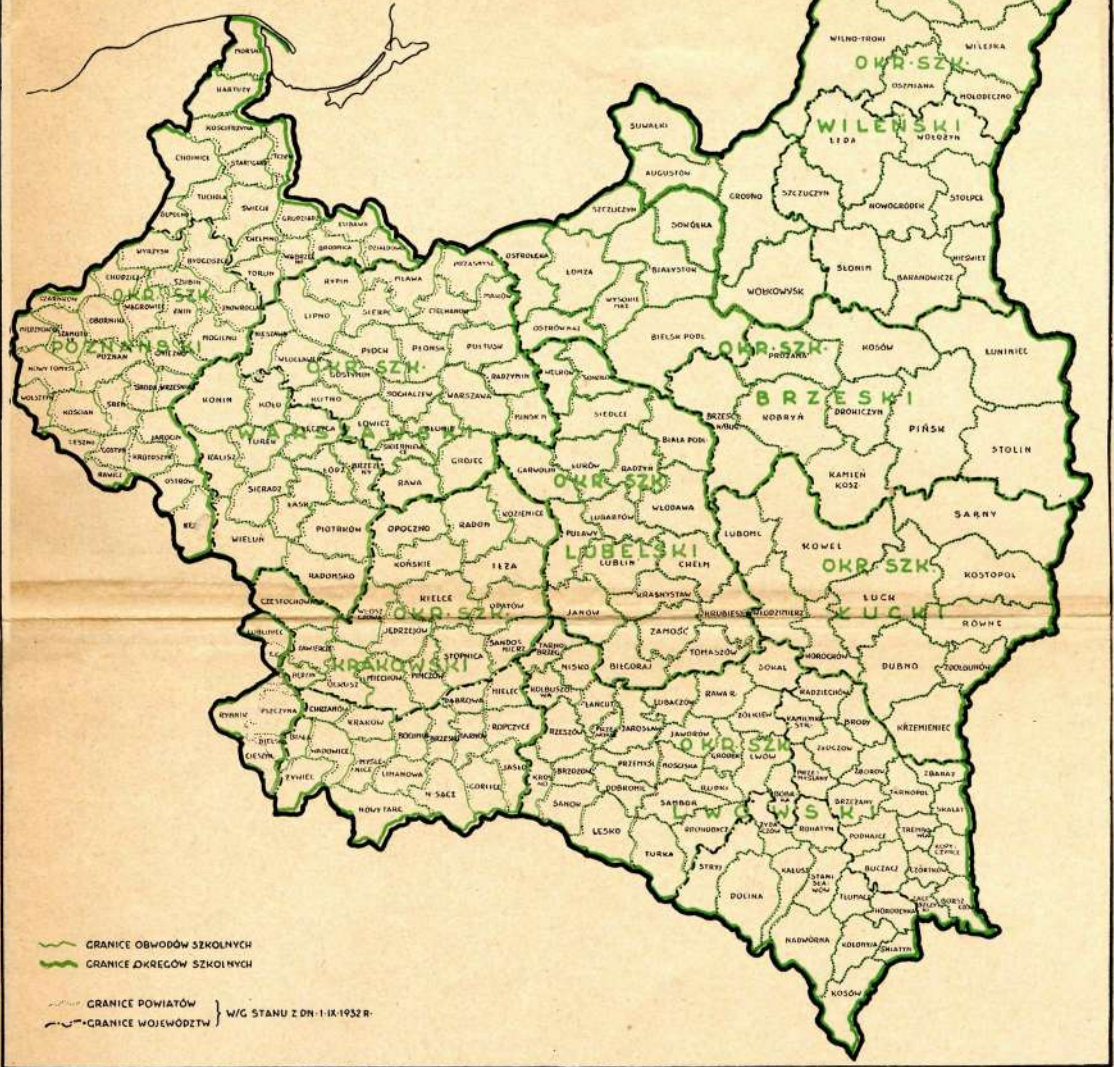 WILNO-TROKI
WILEJKA
OKR·SZK·
OSZMIANA
MOŁODECZNO
WILEŃSKI
LIDA
WOŁOŻYN
MORSKI
KARTUZY
KOŚCIERZYNA
CHOJNICE
STAROGARD
TCZEW
TUCHOLA
ŚWIECIE
GRUDZIĄDZ
LUBAWA
CHEŁMNO
BRODNICA
DZIAŁDOWO
WYRZYSK
BYDGOSZCZ
TORUŃ
SUWAŁKI
AUGUSTÓW
SZCZUCZYN
GRODNO
SZCZUCZYN
NOWOGRÓDEK
STOŁPCE
SOKÓŁKA
OSTROŁĘKA
ŁOMŻA
BIAŁYSTOK
WYSOKIE MAZ.
WOŁKOWYSK
SŁONIM
BARANOWICZE
NIEŚWIEŻ
PRZASNYSZ
MŁAWA
RYPIN
MAKÓW
CHODZIEŻ
SZUBIN
OKR·SZK·
CZARNKÓW
WĄGROWIEC
ŻNIN
INOWROCŁAW
OBORNIKI
MOGILNO
POZNAŃSKI
POZNAŃ
NOWY TOMYŚL
ŚRODA
WRZEŚNIA
WOLSZTYN
KOŚCIAN
ŚREM
LESZNO
GOSTYŃ
JAROCIN
KROTOSZYN
RAWICZ
OSTRÓW
LIPNO
SIERPC
CIECHANÓW
NIESZAWA
PŁOCK
PŁOŃSK
PUŁTUSK
WŁOCŁAWEK
OKR·SZK·
GOSTYNIN
RADZYMIN
KONIN
KOŁO
KUTNO
SOCHACZEW
WARSZAWA
WARSZAWSKI
ŁĘCZYCA
ŁOWICZ
BŁONIE
MIŃSK M.
TUREK
KALISZ
ŁÓDŹ
BRZEZINY
GRÓJEC
RAWA
SIERADZ
ŁASK
PIOTRKÓW
WIELUŃ
RADOMSKO
OSTRÓW MAZ.
BIELSK PODL.
OKR·SZK·
PRUŻANA
KOSÓW
ŁUNINIEC
BRZESKI
BRZEŚĆ N/BUG.
KOBRYŃ
DROHICZYN
PIŃSK
STOLIN
KAMIEŃ KOSZ.
WĘGRÓW
SIEDLCE
BIAŁA PODL.
GARWOLIN
ŁUKÓW
RADZYŃ
OKR·SZK·
WŁODAWA
LUBARTÓW
PUŁAWY
LUBELSKI
LUBLIN
CHEŁM
KRASNYSTAW
JANÓW
HRUBIESZÓW
ZAMOŚĆ
TOMASZÓW
BIŁGORAJ
SARNY
LUBOML
KOWEL
OKR·SZK·
KOSTOPOL
ŁUCK
ŁUCKI
RÓWNE
WŁODZIMIERZ
HOROCHÓW
DUBNO
ZDOŁBUNÓW
KRZEMIENIEC
OPOCZNO
RADOM
KOZIENICE
KOŃSKIE
IŁŻA
CZĘSTOCHOWA
KIELCE
OPATÓW
OKR·SZK·
JĘDRZEJÓW
SANDOMIERZ
LUBLINIEC
ZAWIERCIE
KRAKOWSKI
STOPNICA
OLKUSZ
MIECHÓW
PIŃCZÓW
RYBNIK
PSZCZYNA
CHRZANÓW
KRAKÓW
DĄBROWA
MIELEC
BIELSK
BIAŁA
BOCHNIA
BRZESKO
TARNÓW
ROPCZYCE
CIESZYN
WADOWICE
MYŚLENICE
LIMANOWA
JASŁO
ŻYWIEC
N·SĄCZ
GORLICE
NOWY TARG
TARNOBRZEG
NISKO
KOLBUSZOWA
ŁAŃCUT
LUBACZÓW
RAWA R.
SOKAL
RADZIECHÓW
RZESZÓW
JAROSŁAW
ŻÓŁKIEW
KAMIONKA STR.
BRODY
JAWORÓW
OKR·SZK
GRÓDEK
LWÓW
ZŁOCZÓW
KROSNO
BRZOZÓW
PRZEMYŚL
MOŚCISKA
PRZEMYŚLANY
ZBORÓW
ZBARAŻ
DOBROMIL
RUDKI
TARNOPOL
SANOK
SAMBOR
LWOWSKI
BRZEŻANY
SKAŁAT
LESKO
DROHOBYCZ
ROHATYN
PODHAJCE
TURKA
STRYJ
KAŁUSZ
STANISŁAWÓW
BUCZACZ
CZORTKÓW
DOLINA
TŁUMACZ
HORODENKA
NADWÓRNA
KOŁOMYJA
ŚNIATYN
KOSÓW
GRANICE OBWODÓW SZKOLNYCH
GRANICE OKRĘGÓW SZKOLNYCH
GRANICE POWIATÓW
GRANICE WOJEWÓDZTW
W/G STANU Z DN·1·IX·1932 R·